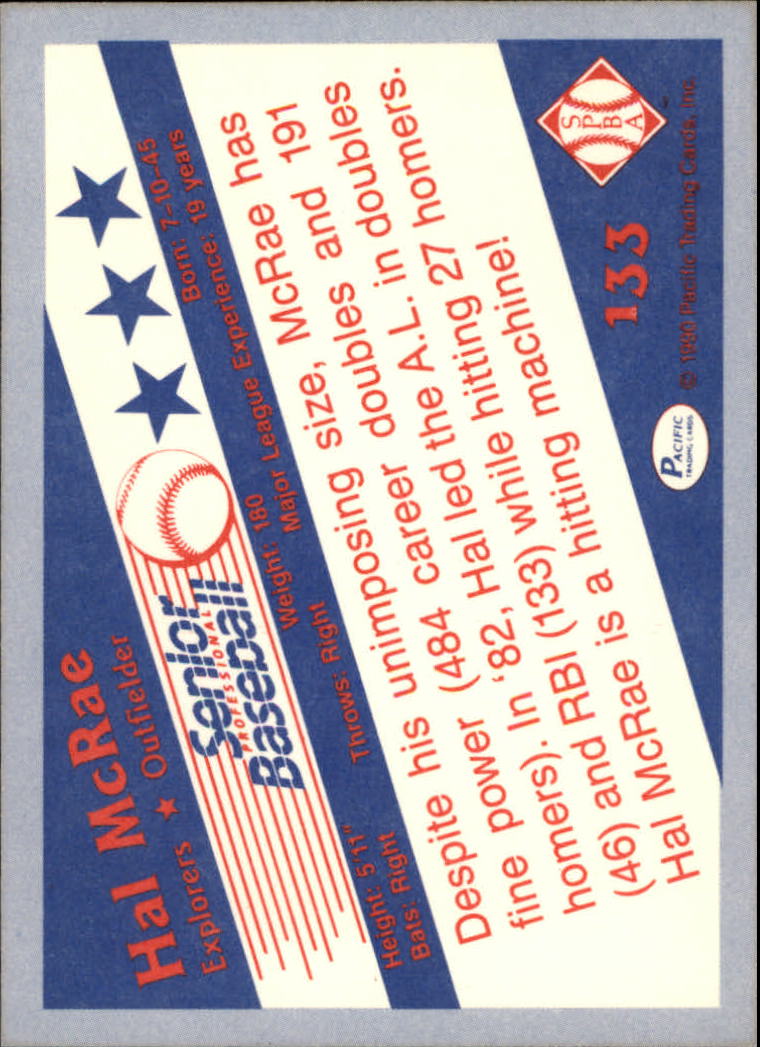 Hal McRae
Explorers ★ Outfielder
Senior
PROFESSIONAL
Baseball
Height: 5'11" Weight: 180 Born: 7-10-45
Bats: Right Throws: Right Major League Experience: 19 years
Despite his unimposing size, McRae has
fine power (484 career doubles and 191
homers). In '82, Hal led the A.L. in doubles
(46) and RBI (133) while hitting 27 homers.
Hal McRae is a hitting machine!
PACIFIC
TRADING CARDS
133
S
P B
A
© 1990 Pacific Trading Cards, Inc.